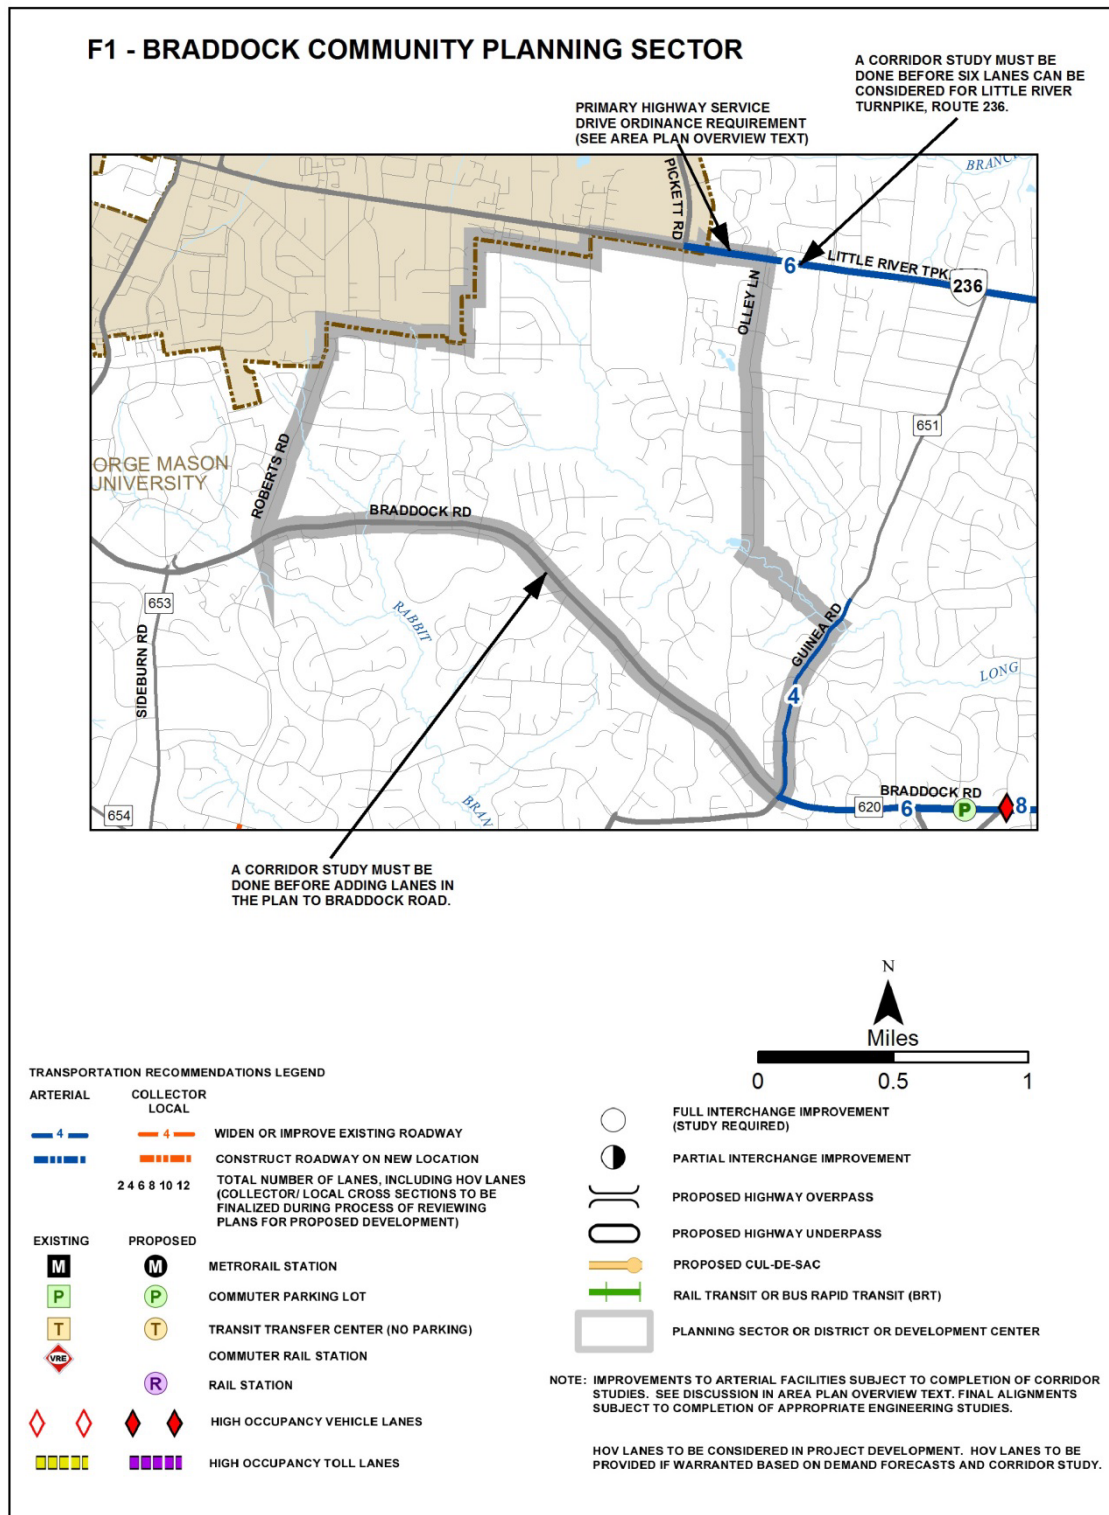 F1 - BRADDOCK COMMUNITY PLANNING SECTOR
A CORRIDOR STUDY MUST BE
DONE BEFORE SIX LANES CAN BE
CONSIDERED FOR LITTLE RIVER
TURNPIKE, ROUTE 236.
PRIMARY HIGHWAY SERVICE
DRIVE ORDINANCE REQUIREMENT
(SEE AREA PLAN OVERVIEW TEXT)
BRANC
PICKETT RD
6
LITTLE RIVER TPK
236
OLLEY LN
651
ORGE MASON
UNIVERSITY
ROBERTS RD
BRADDOCK RD
653
SIDEBURN RD
RABBIT
GUINEA RD
LONG
4
BRAN
BRADDOCK RD
620
6
P
8
654
A CORRIDOR STUDY MUST BE
DONE BEFORE ADDING LANES IN
THE PLAN TO BRADDOCK ROAD.
N
Miles
0 0.5 1
TRANSPORTATION RECOMMENDATIONS LEGEND
ARTERIAL COLLECTOR
LOCAL
4 4 WIDEN OR IMPROVE EXISTING ROADWAY
CONSTRUCT ROADWAY ON NEW LOCATION
2 4 6 8 10 12 TOTAL NUMBER OF LANES, INCLUDING HOV LANES
(COLLECTOR/ LOCAL CROSS SECTIONS TO BE
FINALIZED DURING PROCESS OF REVIEWING
PLANS FOR PROPOSED DEVELOPMENT)
EXISTING PROPOSED
M M METRORAIL STATION
P P COMMUTER PARKING LOT
T T TRANSIT TRANSFER CENTER (NO PARKING)
VRE COMMUTER RAIL STATION
R RAIL STATION
HIGH OCCUPANCY VEHICLE LANES
HIGH OCCUPANCY TOLL LANES
FULL INTERCHANGE IMPROVEMENT
(STUDY REQUIRED)
PARTIAL INTERCHANGE IMPROVEMENT
PROPOSED HIGHWAY OVERPASS
PROPOSED HIGHWAY UNDERPASS
PROPOSED CUL-DE-SAC
RAIL TRANSIT OR BUS RAPID TRANSIT (BRT)
PLANNING SECTOR OR DISTRICT OR DEVELOPMENT CENTER
NOTE: IMPROVEMENTS TO ARTERIAL FACILITIES SUBJECT TO COMPLETION OF CORRIDOR
STUDIES. SEE DISCUSSION IN AREA PLAN OVERVIEW TEXT. FINAL ALIGNMENTS
SUBJECT TO COMPLETION OF APPROPRIATE ENGINEERING STUDIES.
HOV LANES TO BE CONSIDERED IN PROJECT DEVELOPMENT. HOV LANES TO BE
PROVIDED IF WARRANTED BASED ON DEMAND FORECASTS AND CORRIDOR STUDY.